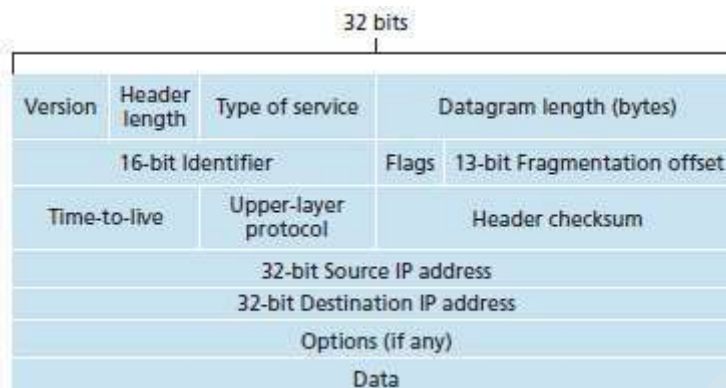 32 bits
Version Header length Type of service Datagram length (bytes)
16-bit Identifier Flags 13-bit Fragmentation offset
Time-to-live Upper-layer protocol Header checksum
32-bit Source IP address
32-bit Destination IP address
Options (if any)
Data